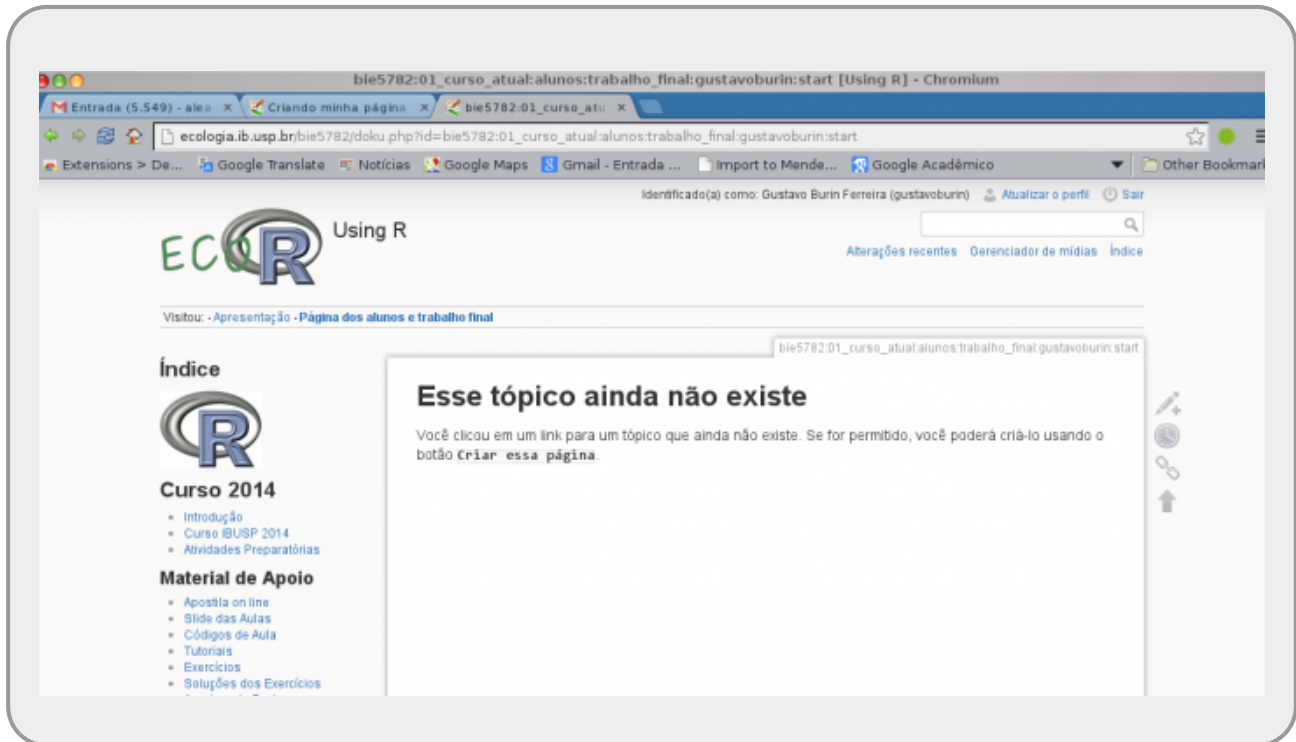 bie5782:01_curso_atual:alunos:trabalho_final:gustavoburin:start [Using R] - Chromium
Entrada (5.549) - alea
Criando minha página
bie5782:01_curso_atu
ecologia.ib.usp.br/bie5782/doku.php?id=bie5782:01_curso_atual:alunos:trabalho_final:gustavoburin:start
Extensions > De... Google Translate Notícias Google Maps Gmail - Entrada ... Import to Mende... Google Acadêmico Other Bookmar
Identificado(a) como: Gustavo Burin Ferreira (gustavoburin) Atualizar o perfil Sair
ECO R Using R
Alterações recentes Gerenciador de mídias Índice
Visitou: • Apresentação • Página dos alunos e trabalho final
bie5782:01_curso_atual:alunos:trabalho_final:gustavoburin:start
Índice
R
Curso 2014
Introdução
Curso IBUSP 2014
Atividades Preparatórias
Material de Apoio
Apostila on line
Slide das Aulas
Códigos de Aula
Tutoriais
Exercícios
Soluções dos Exercícios
Esse tópico ainda não existe
Você clicou em um link para um tópico que ainda não existe. Se for permitido, você poderá criá-lo usando o
botão Criar essa página.